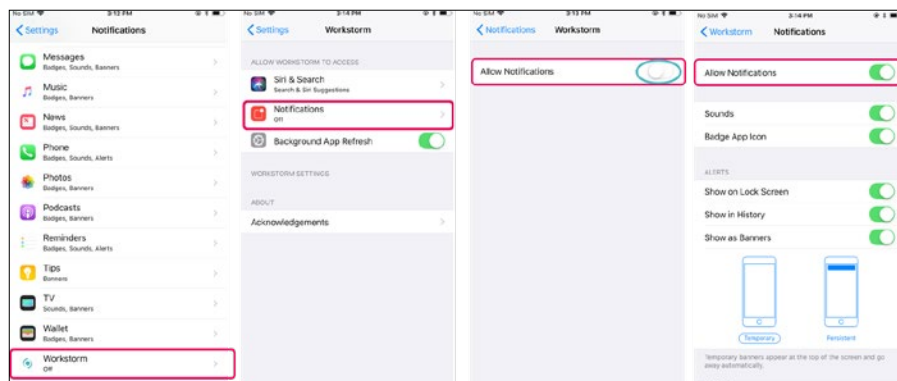 No SIM 3:13 PM
Settings Notifications
Messages
Badges, Sounds, Banners
Music
Badges, Banners
News
Badges, Sounds, Banners
Phone
Badges, Sounds, Alerts
Photos
Badges, Banners
Podcasts
Badges, Banners
Reminders
Badges, Sounds, Alerts
Tips
Banners
TV
Sounds, Banners
Wallet
Badges, Banners
Workstorm
Off
No SIM 3:14 PM
Settings Workstorm
ALLOW WORKSTORM TO ACCESS
Siri & Search
Search & Siri Suggestions
Notifications
Off
Background App Refresh
WORKSTORM SETTINGS
ABOUT
Acknowledgements
No SIM 3:13 PM
Notifications Workstorm
Allow Notifications
No SIM 3:14 PM
Workstorm Notifications
Allow Notifications
Sounds
Badge App Icon
ALERTS
Show on Lock Screen
Show in History
Show as Banners
Temporary Persistent
Temporary banners appear at the top of the screen and go
away automatically.